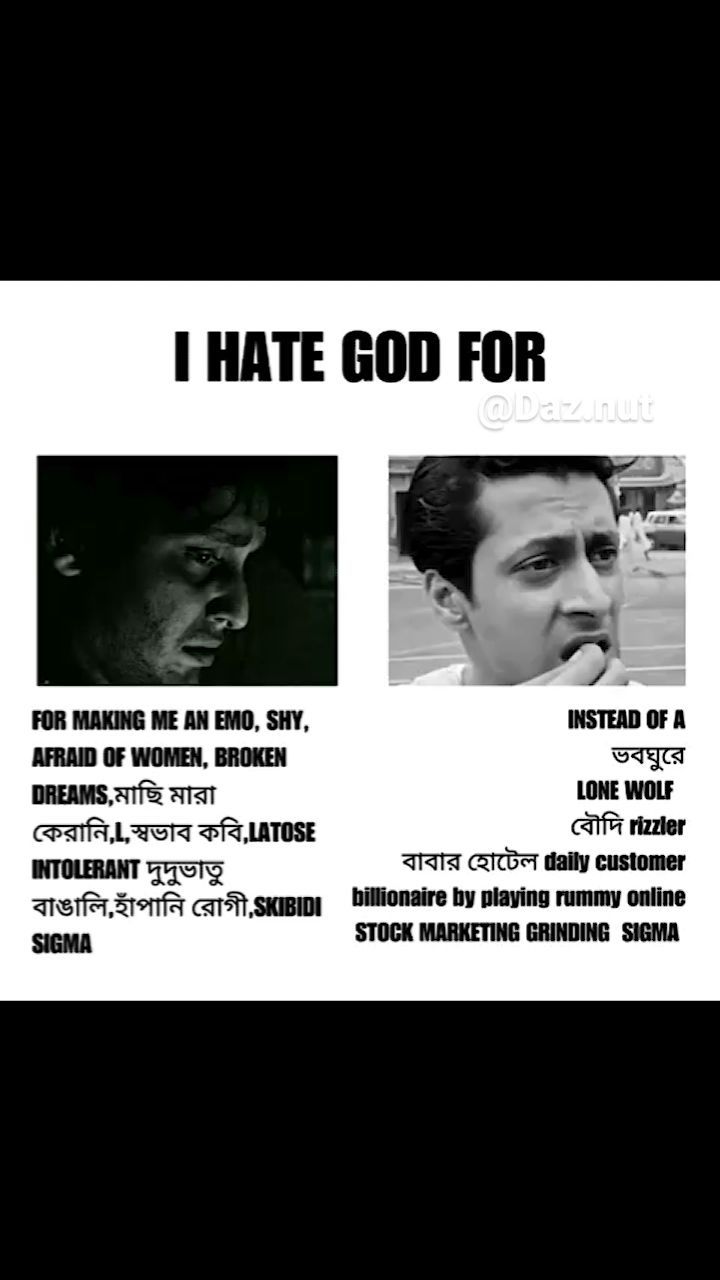 I HATE GOD FOR
@Daz.nut
FOR MAKING ME AN EMO, SHY,
AFRAID OF WOMEN, BROKEN
DREAMS,মাছি মারা
কেরানি,L,স্বভাব কবি,LATOSE
INTOLERANT দুদুভাতু
বাঙালি,হাঁপানি রোগী,SKIBIDI
SIGMA
INSTEAD OF A
ভবঘুরে
LONE WOLF
বৌদি rizzler
বাবার হোটেল daily customer
billionaire by playing rummy online
STOCK MARKETING GRINDING SIGMA